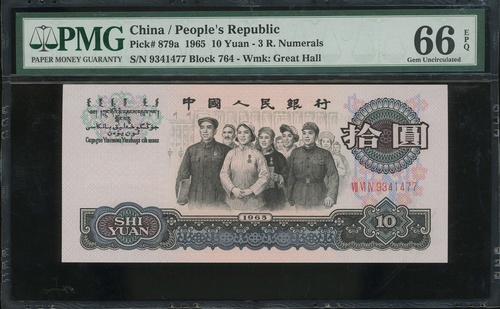 PMG
PAPER MONEY GUARANTY
China / People's Republic
Pick# 879a 1965 10 Yuan - 3 R. Numerals
S/N 9341477 Block 764 - Wmk: Great Hall
66 EPQ
Gem Uncirculated
中國人民銀行
拾圓
VII VI IV 9341477
SHI
YUAN
1965
10